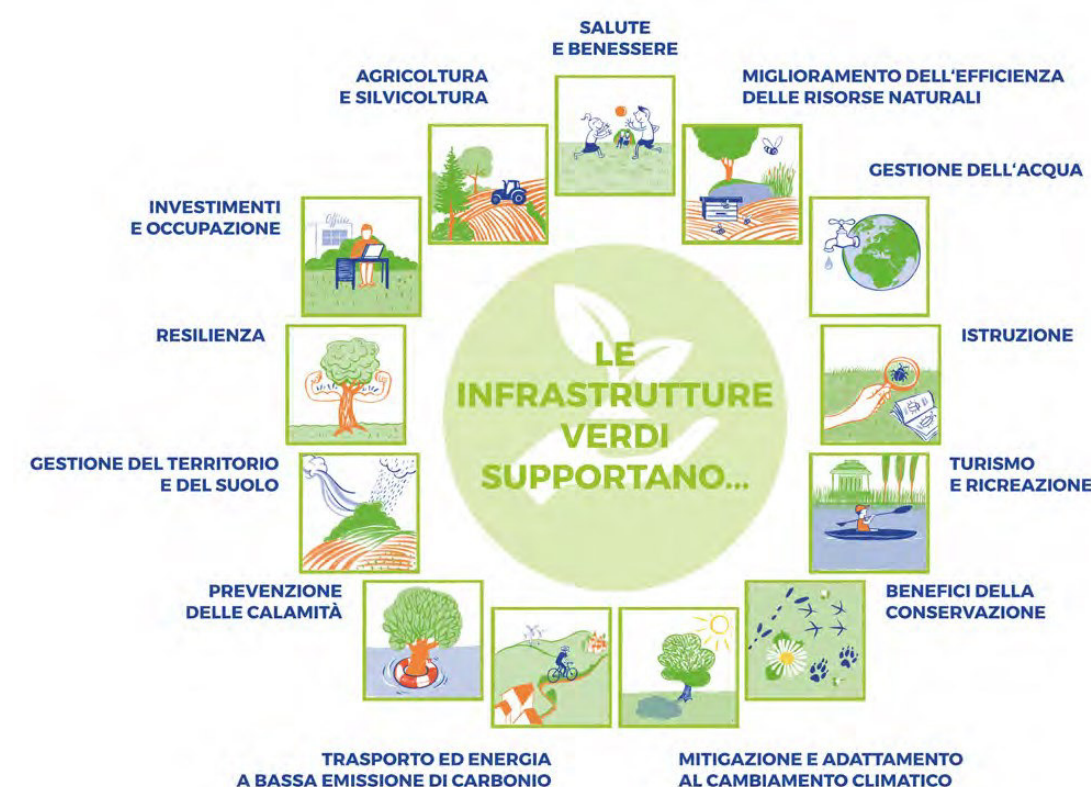 SALUTE
E BENESSERE
MIGLIORAMENTO DELL'EFFICIENZA
DELLE RISORSE NATURALI
GESTIONE DELL'ACQUA
ISTRUZIONE
TURISMO
E RICREAZIONE
BENEFICI DELLA
CONSERVAZIONE
MITIGAZIONE E ADATTAMENTO
AL CAMBIAMENTO CLIMATICO
TRASPORTO ED ENERGIA
A BASSA EMISSIONE DI CARBONIO
PREVENZIONE
DELLE CALAMITÀ
GESTIONE DEL TERRITORIO
E DEL SUOLO
RESILIENZA
INVESTIMENTI
E OCCUPAZIONE
Office
AGRICOLTURA
E SILVICOLTURA
LE
INFRASTRUTTURE
VERDI
SUPPORTANO...